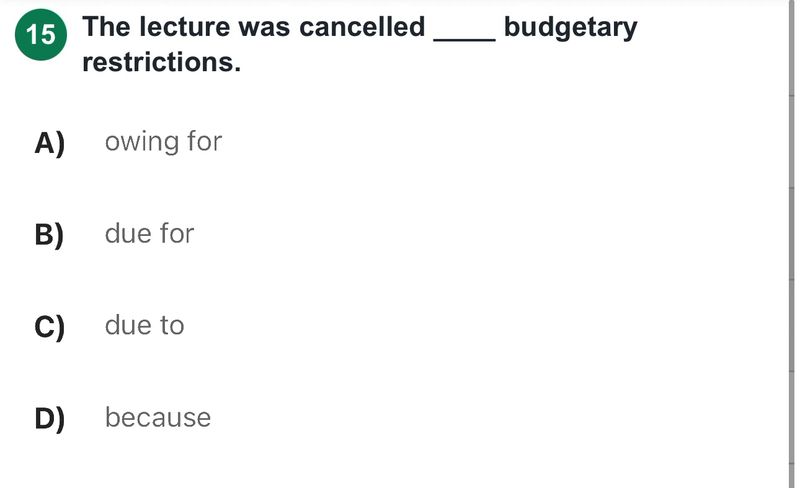 15 The lecture was cancelled ____ budgetary
restrictions.
A) owing for
B) due for
C) due to
D) because